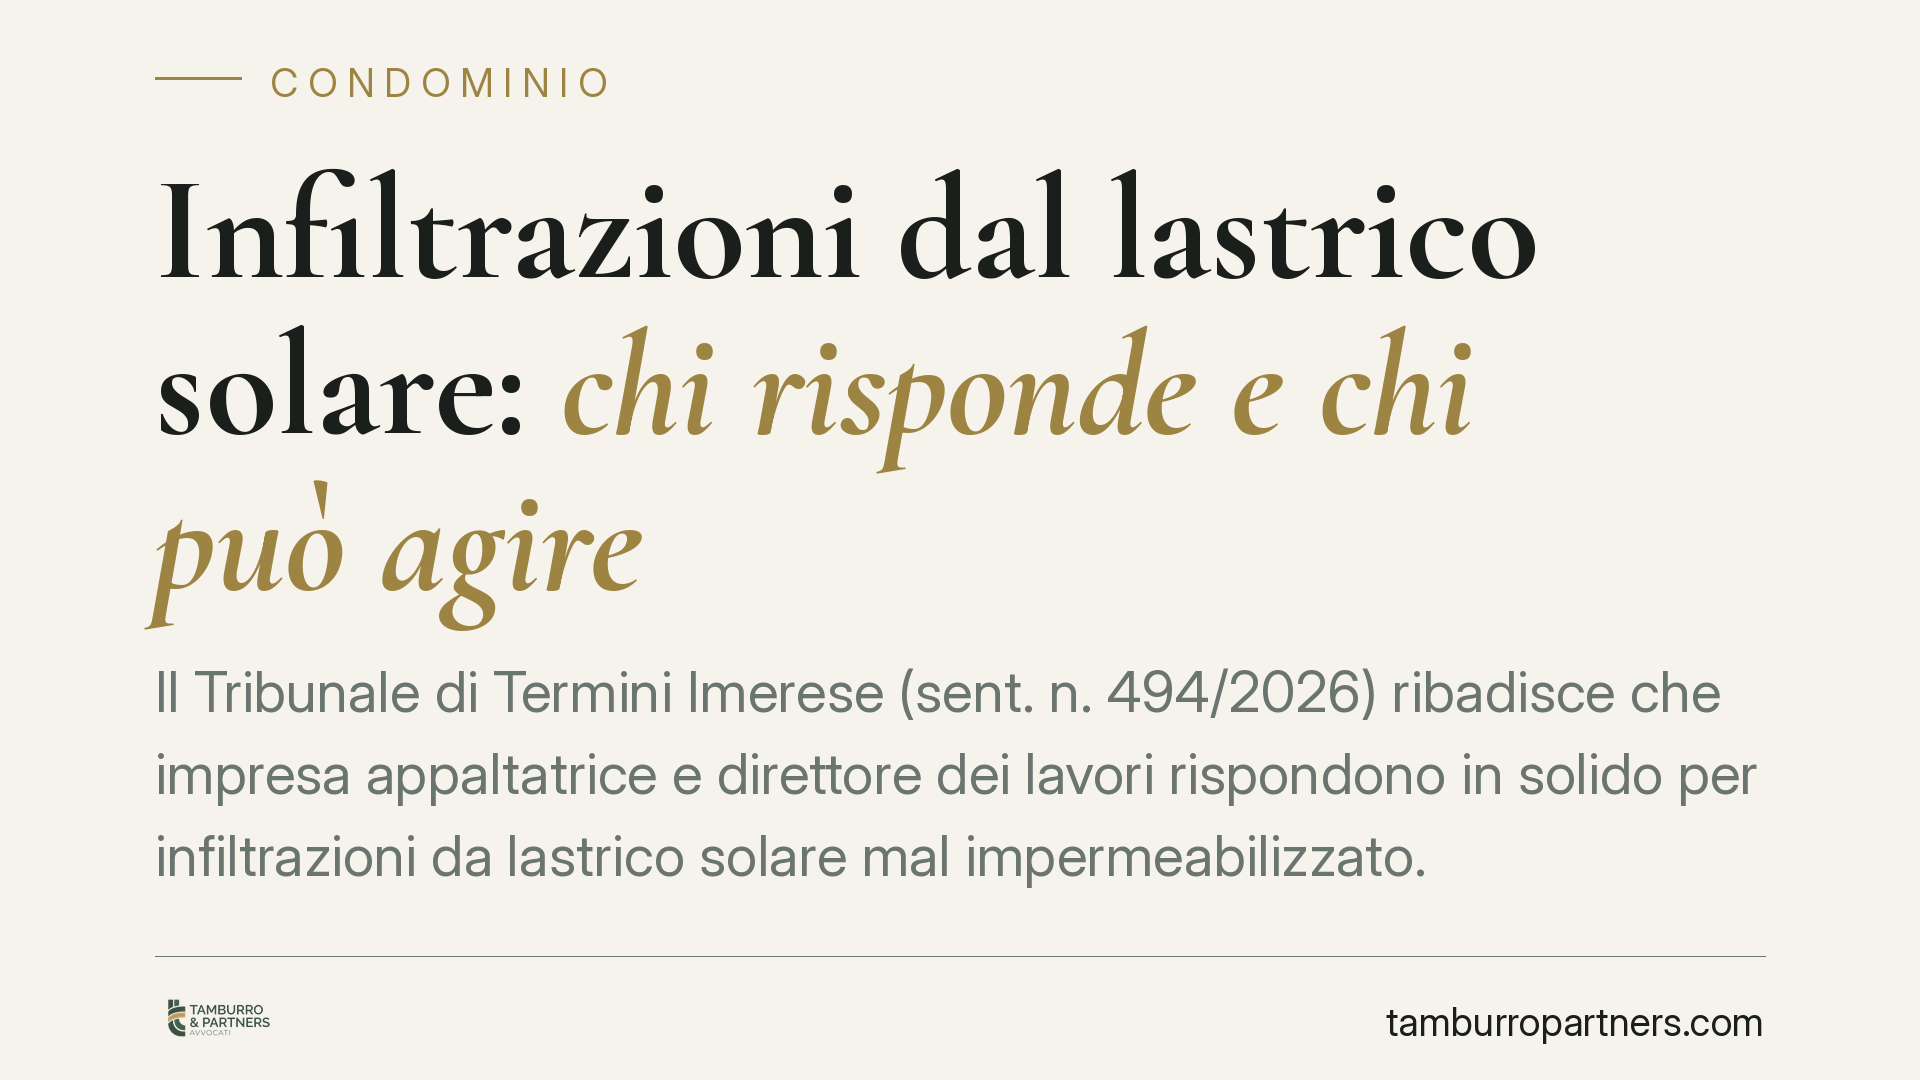 CONDOMINIO
Infiltrazioni dal lastrico
solare: chi risponde e chi
può agire
Il Tribunale di Termini Imerese (sent. n. 494/2026) ribadisce che
impresa appaltatrice e direttore dei lavori rispondono in solido per
infiltrazioni da lastrico solare mal impermeabilizzato.
TAMBURRO
& PARTNERS
AVVOCATI
tamburropartners.com